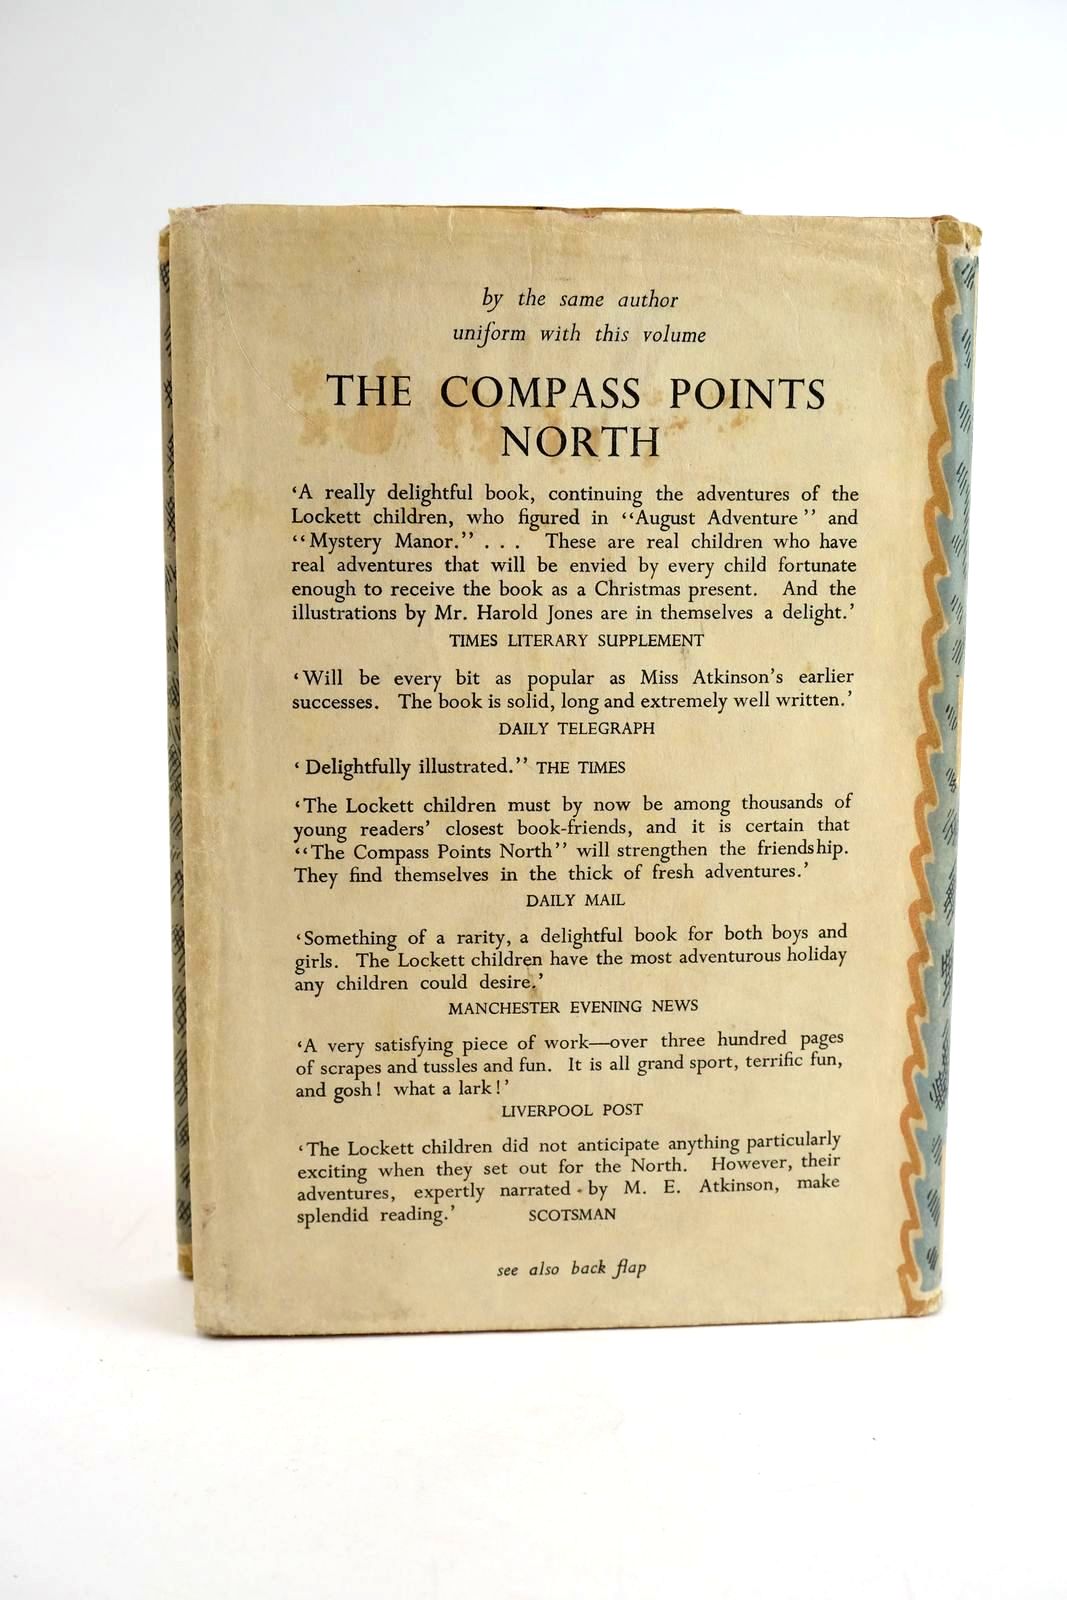 by the same author
uniform with this volume
THE COMPASS POINTS
NORTH
‘A really delightful book, continuing the adventures of the
Lockett children, who figured in “August Adventure” and
“Mystery Manor.” . . . These are real children who have
real adventures that will be envied by every child fortunate
enough to receive the book as a Christmas present. And the
illustrations by Mr. Harold Jones are in themselves a delight.’
TIMES LITERARY SUPPLEMENT
‘Will be every bit as popular as Miss Atkinson’s earlier
successes. The book is solid, long and extremely well written.’
DAILY TELEGRAPH
‘Delightfully illustrated.” THE TIMES
‘The Lockett children must by now be among thousands of
young readers’ closest book-friends, and it is certain that
“The Compass Points North” will strengthen the friendship.
They find themselves in the thick of fresh adventures.’
DAILY MAIL
‘Something of a rarity, a delightful book for both boys and
girls. The Lockett children have the most adventurous holiday
any children could desire.’
MANCHESTER EVENING NEWS
‘A very satisfying piece of work—over three hundred pages
of scrapes and tussles and fun. It is all grand sport, terrific fun,
and gosh! what a lark!’
LIVERPOOL POST
‘The Lockett children did not anticipate anything particularly
exciting when they set out for the North. However, their
adventures, expertly narrated by M. E. Atkinson, make
splendid reading.’ SCOTSMAN
see also back flap